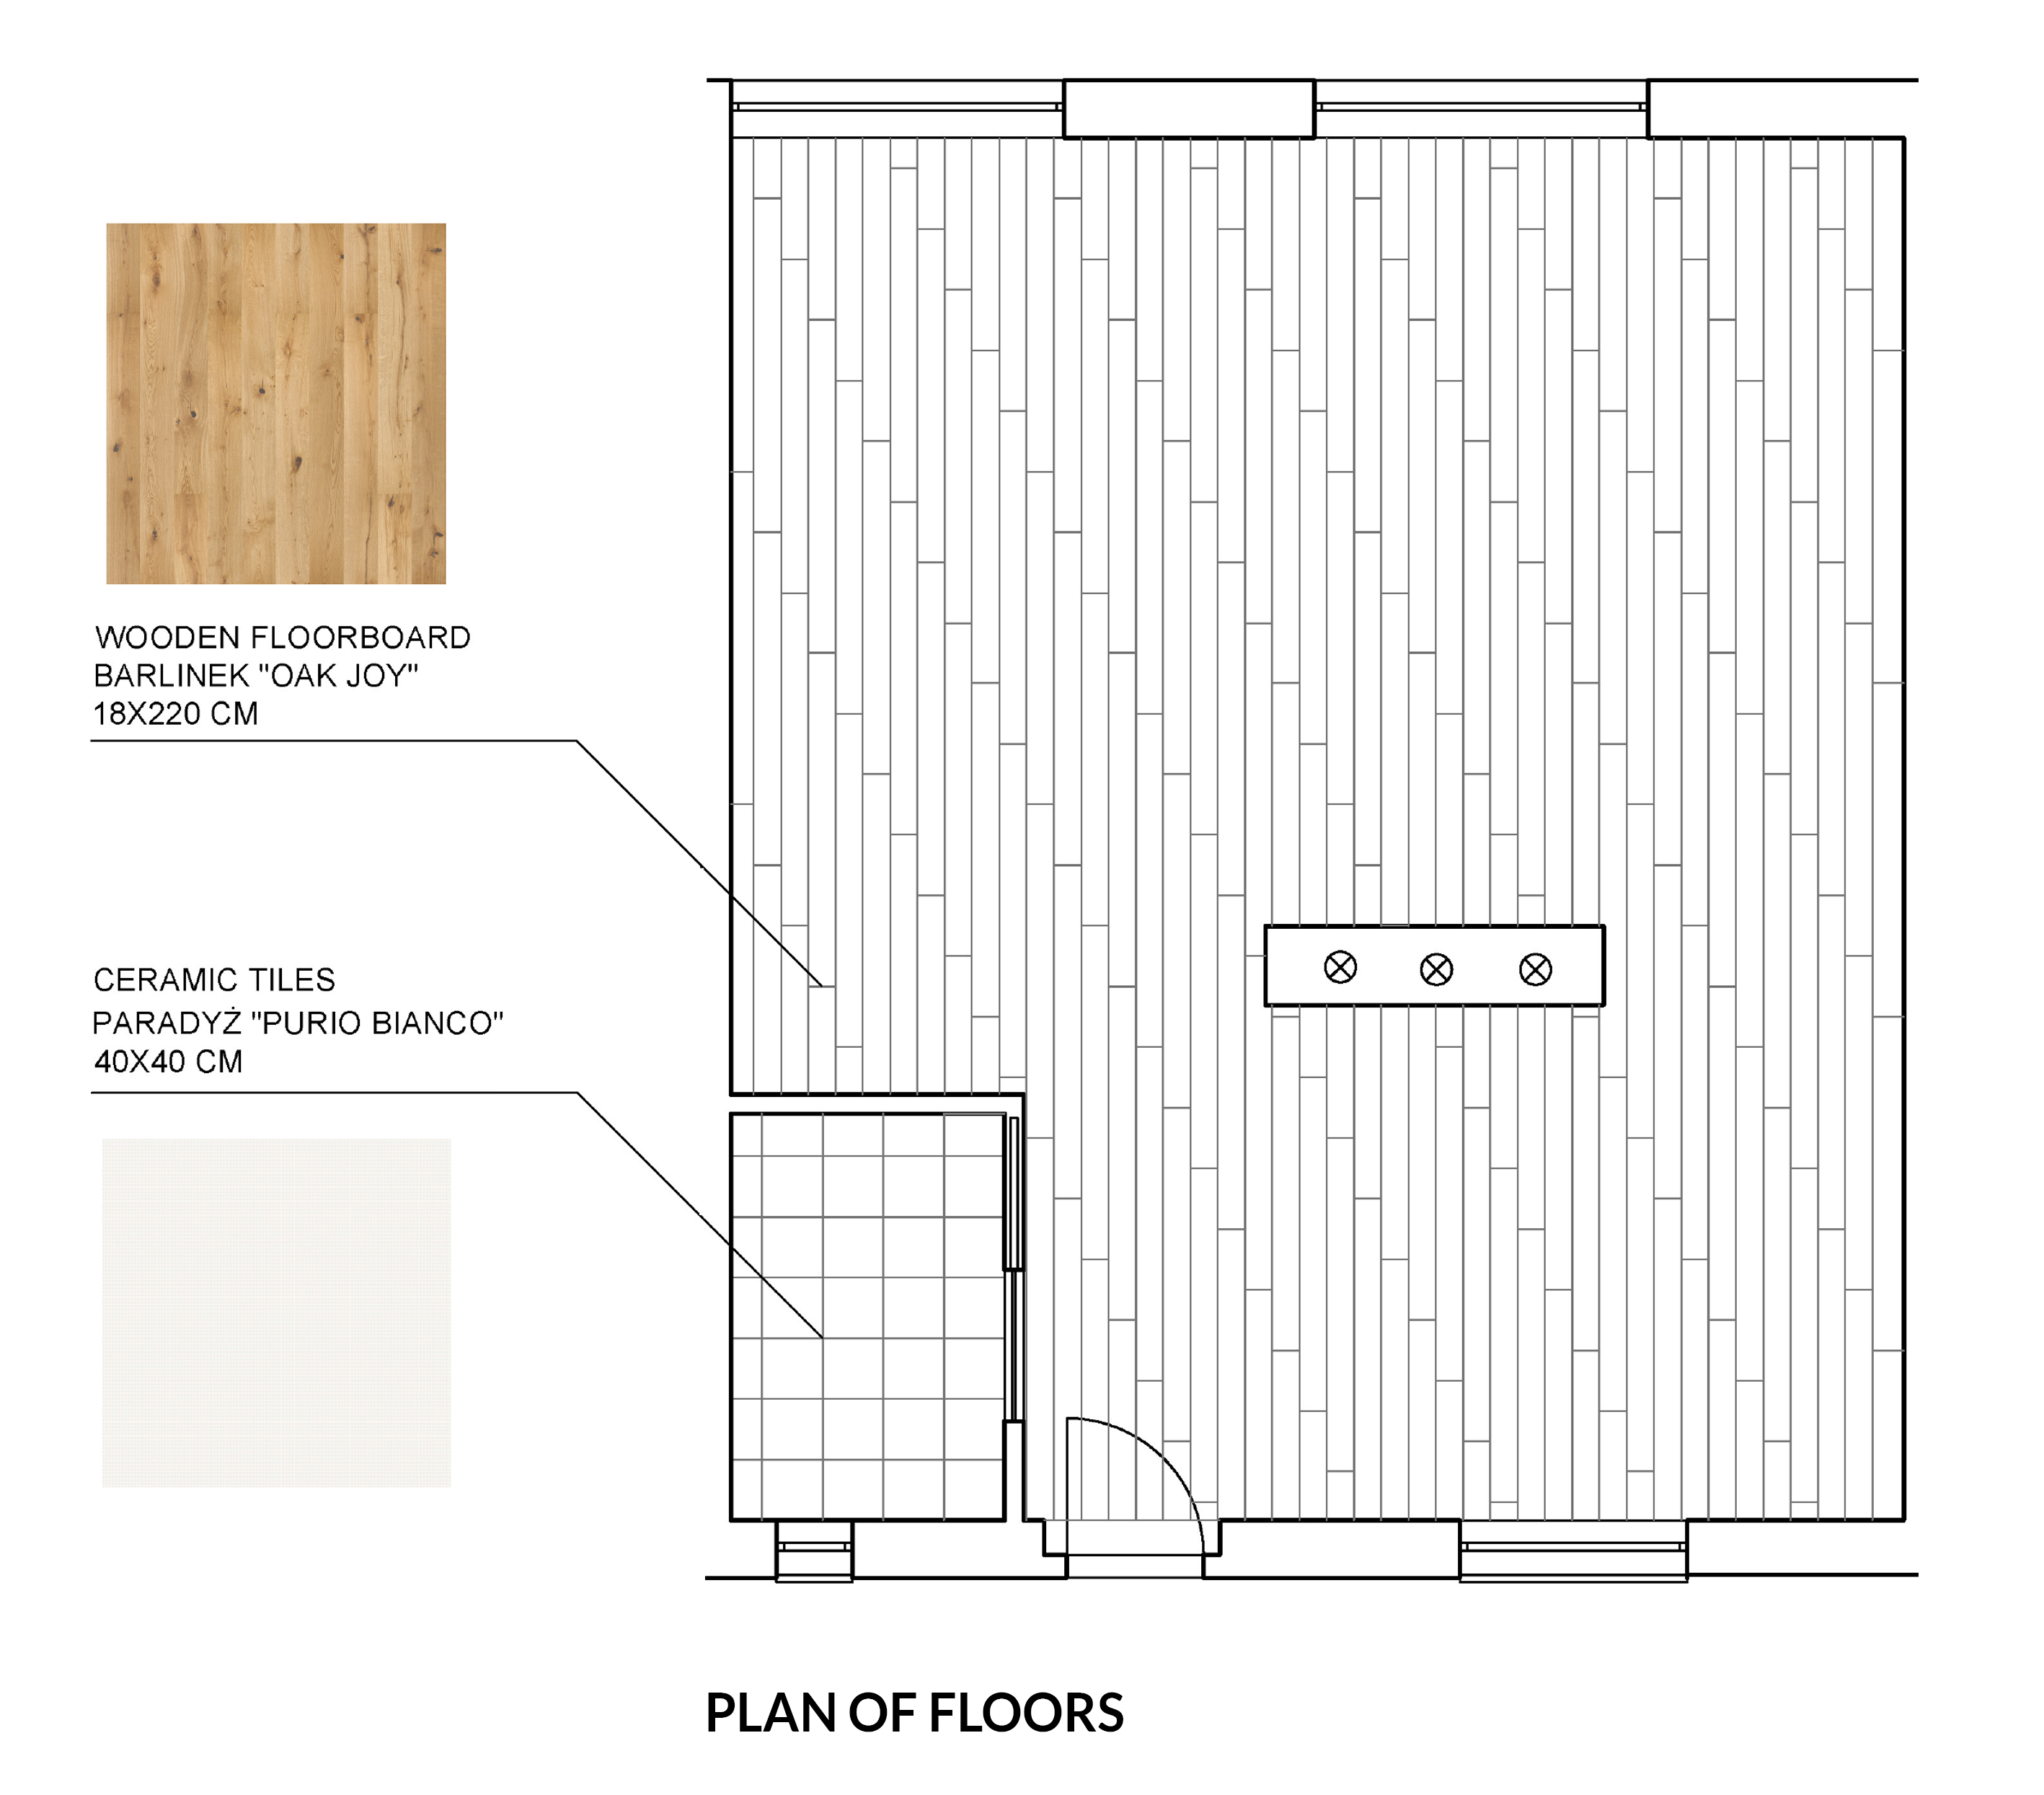 WOODEN FLOORBOARD
BARLINEK "OAK JOY"
18X220 CM
CERAMIC TILES
PARADYŻ "PURIO BIANCO"
40X40 CM
PLAN OF FLOORS